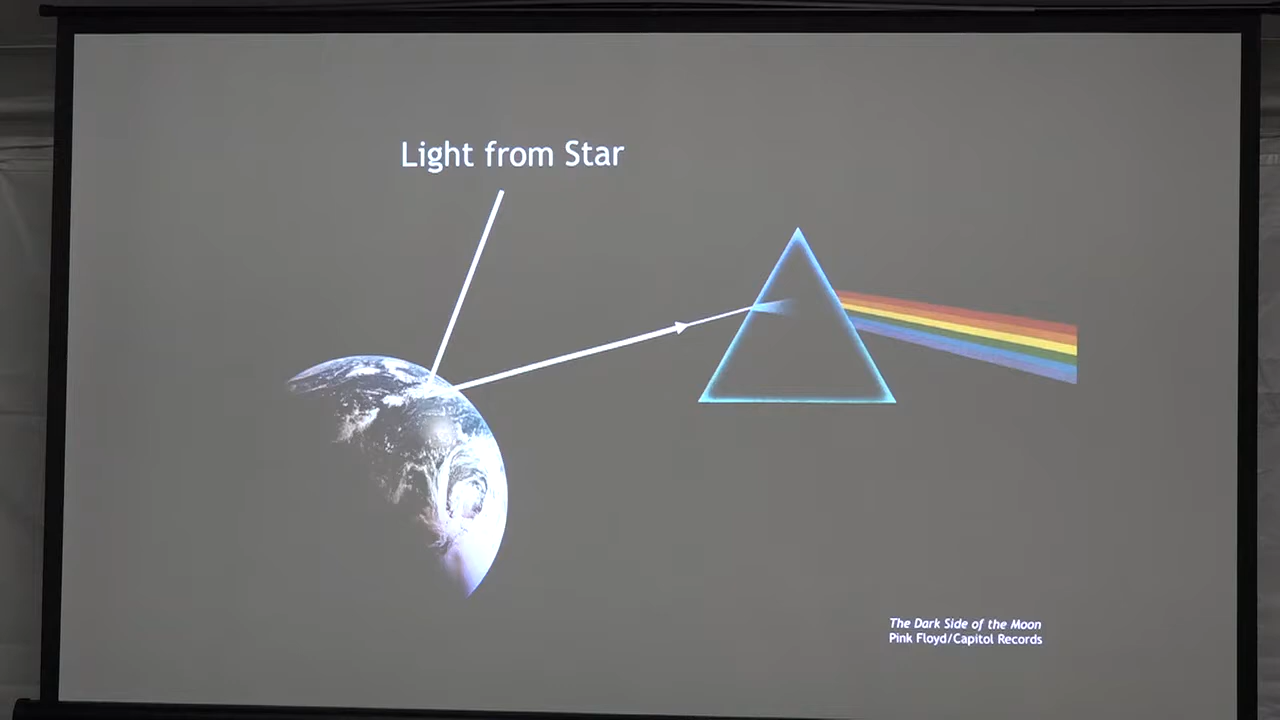 Light from Star
The Dark Side of the Moon
Pink Floyd/Capitol Records